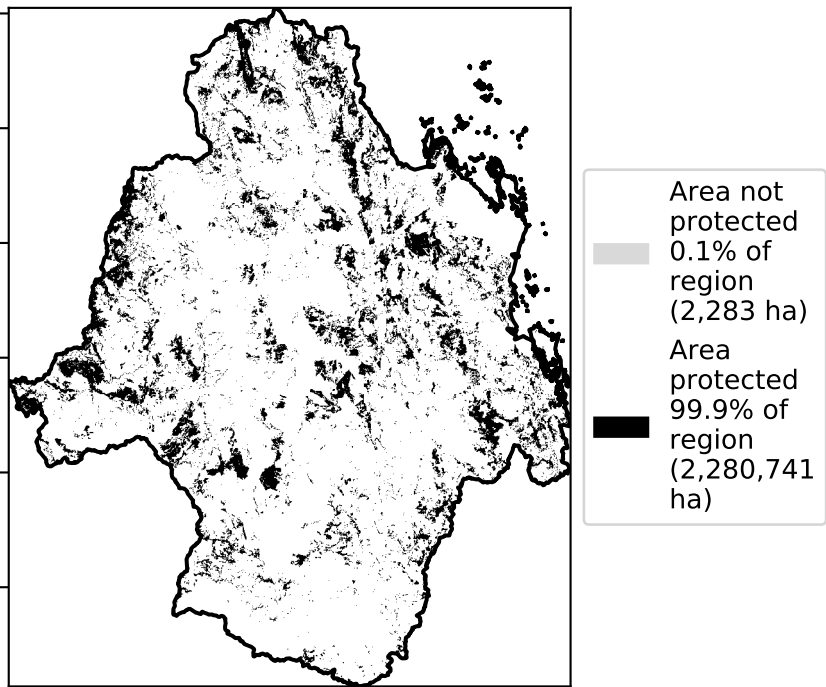 Area not
protected
0.1% of
region
(2,283 ha)
Area
protected
99.9% of
region
(2,280,741
ha)